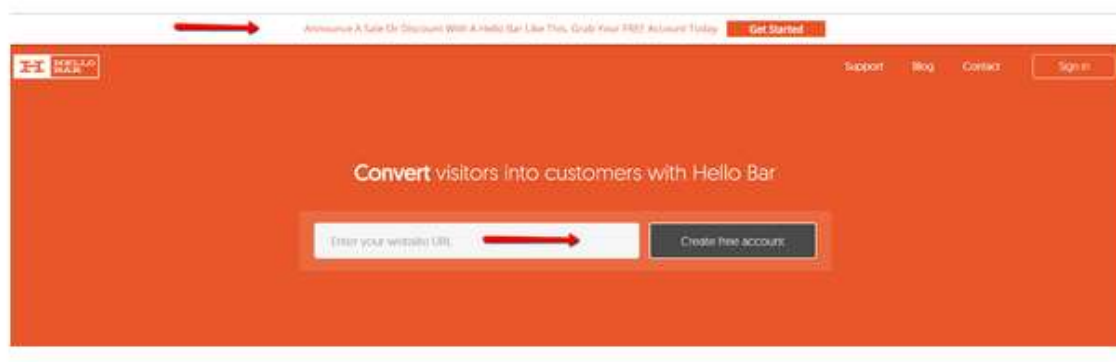 Announce A Sale Or Discount With A Hello Bar Like This, Grab Your FREE Account Today
Get Started
H HELLO BAR
Support Blog Contact Sign in
Convert visitors into customers with Hello Bar
Enter your website URL
Create free account